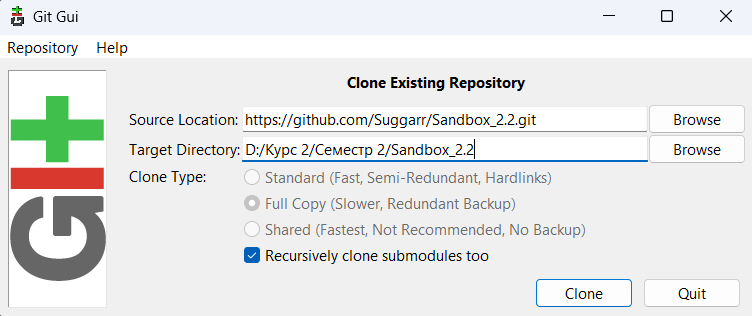 Git Gui
Repository Help
Clone Existing Repository
Source Location: https://github.com/Suggarr/Sandbox_2.2.git Browse
Target Directory: D:/Курс 2/Семестр 2/Sandbox_2.2 Browse
Clone Type: Standard (Fast, Semi-Redundant, Hardlinks)
Full Copy (Slower, Redundant Backup)
Shared (Fastest, Not Recommended, No Backup)
Recursively clone submodules too
Clone Quit